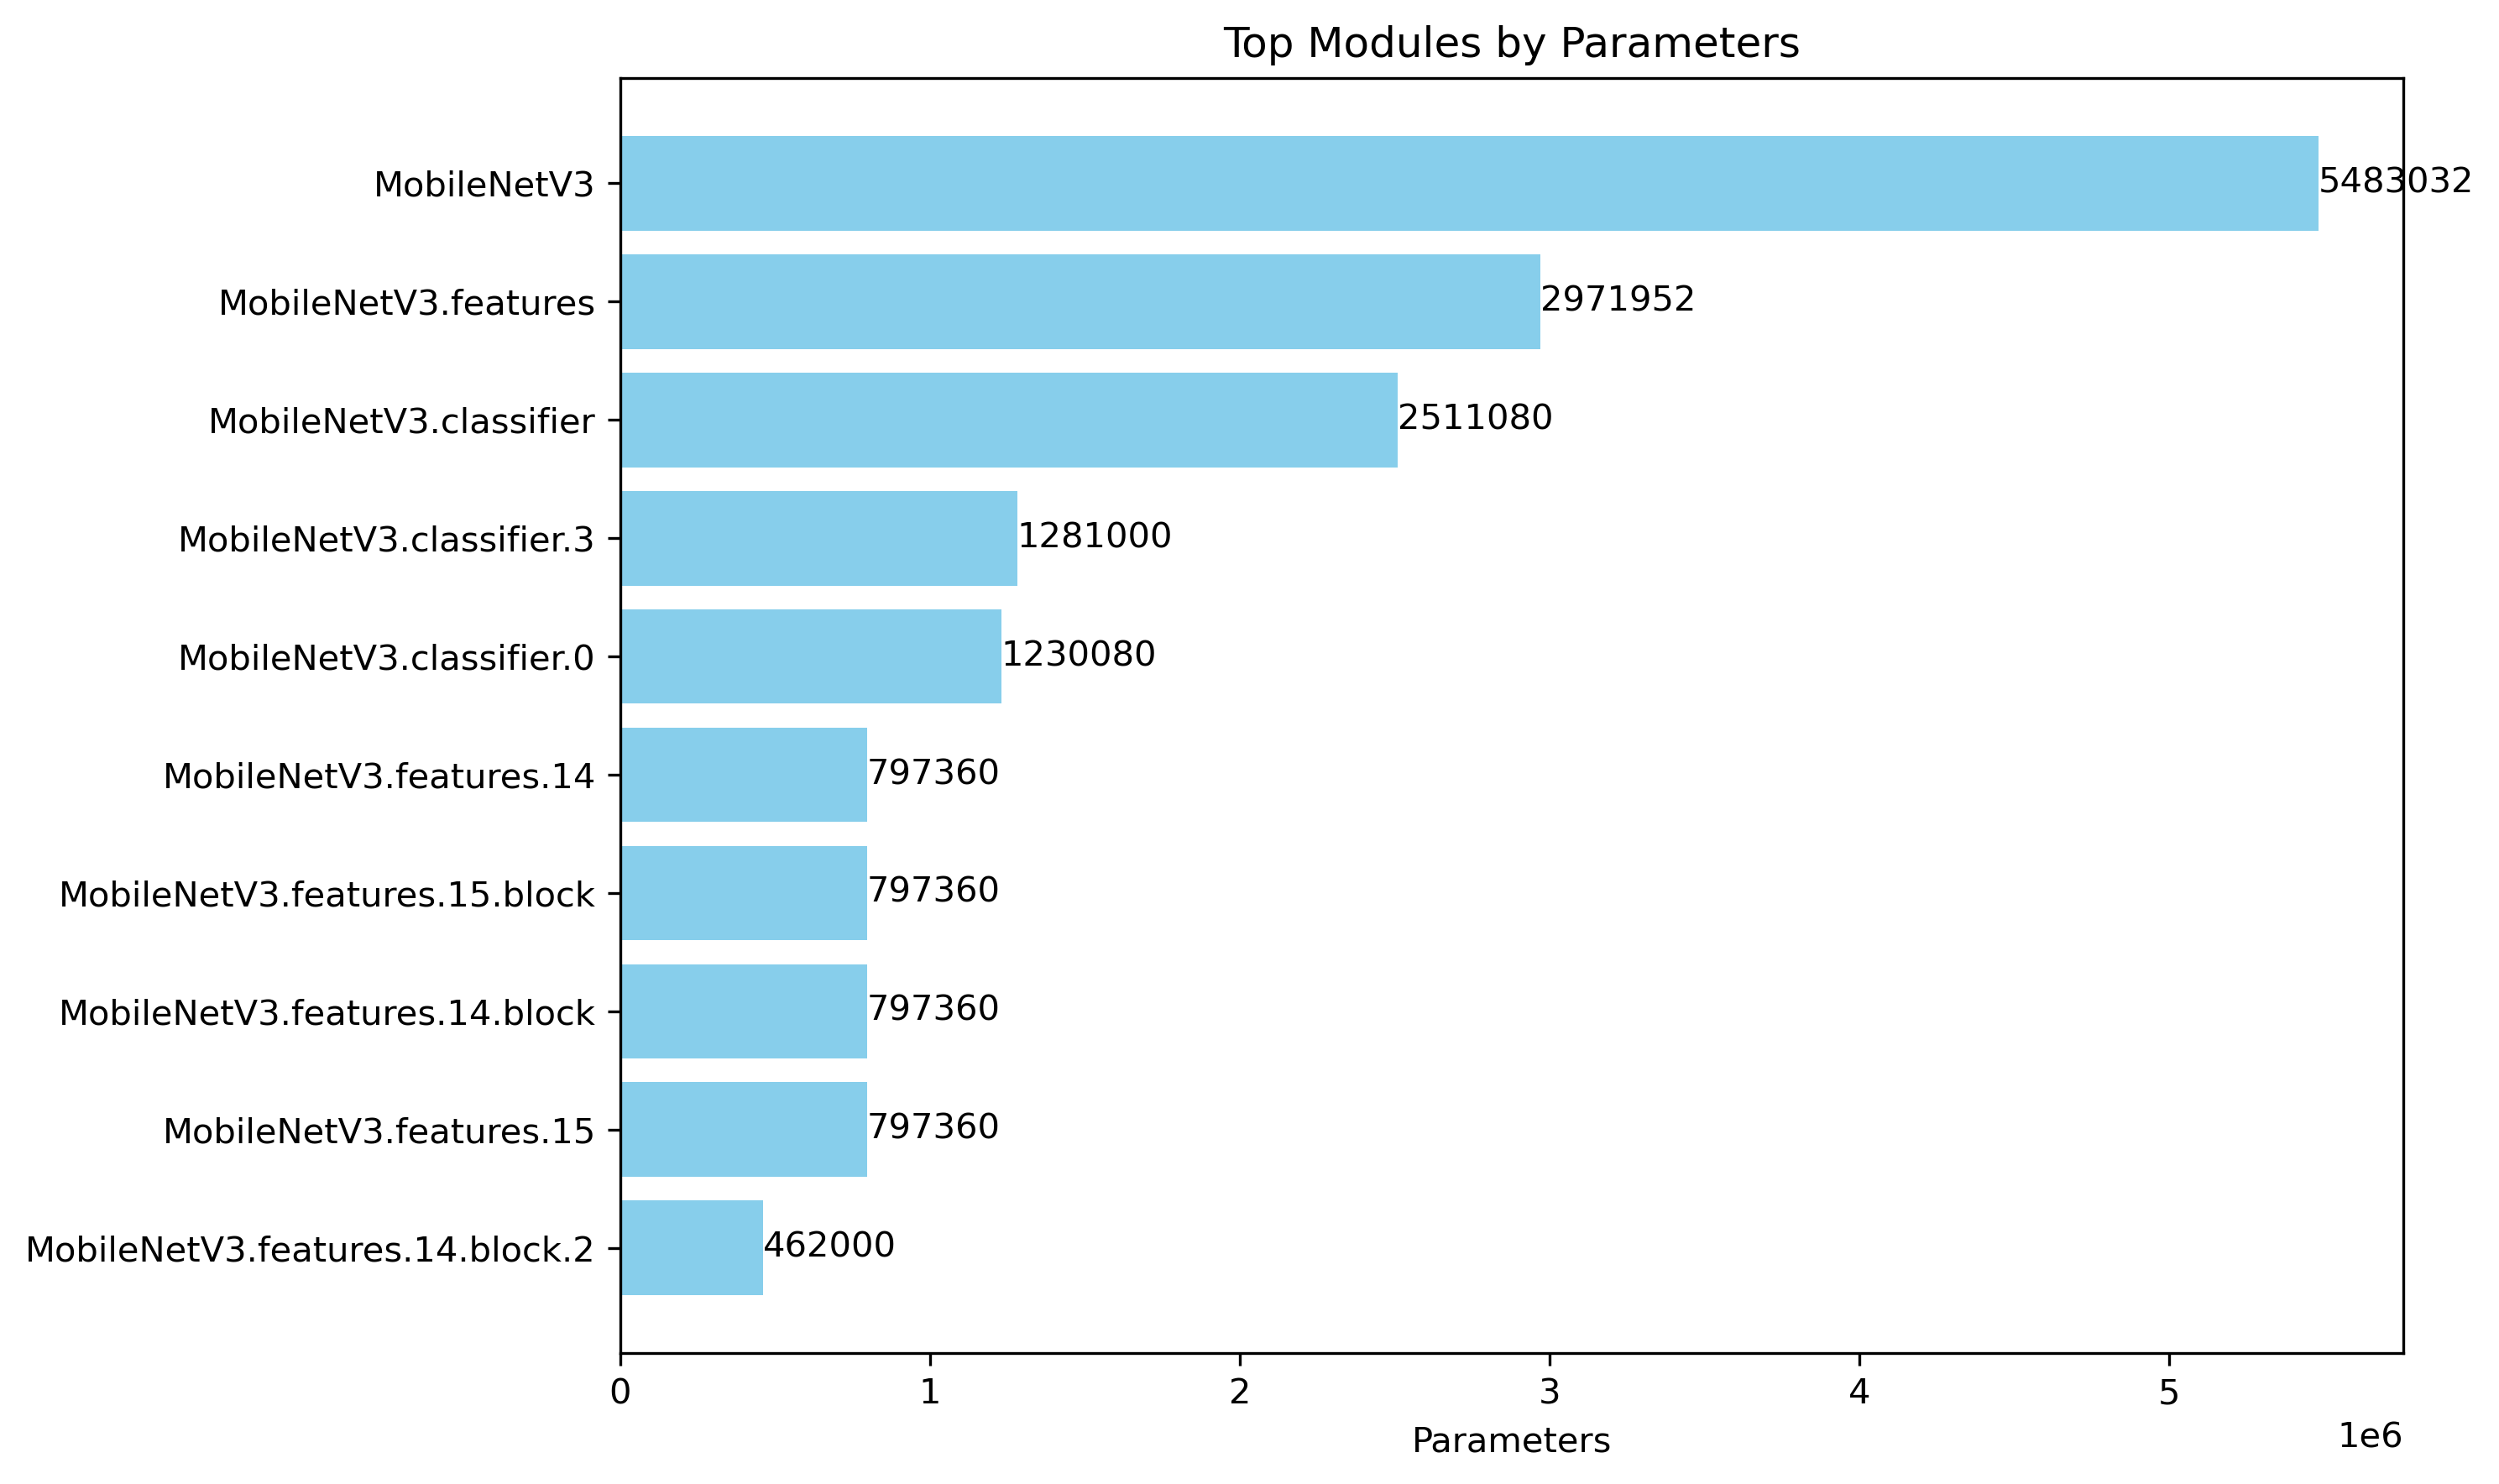 Top Modules by Parameters
MobileNetV3 5483032
MobileNetV3.features 2971952
MobileNetV3.classifier 2511080
MobileNetV3.classifier.3 1281000
MobileNetV3.classifier.0 1230080
MobileNetV3.features.14 797360
MobileNetV3.features.15.block 797360
MobileNetV3.features.14.block 797360
MobileNetV3.features.15 797360
MobileNetV3.features.14.block.2 462000
0 1 2 3 4 5
1e6
Parameters